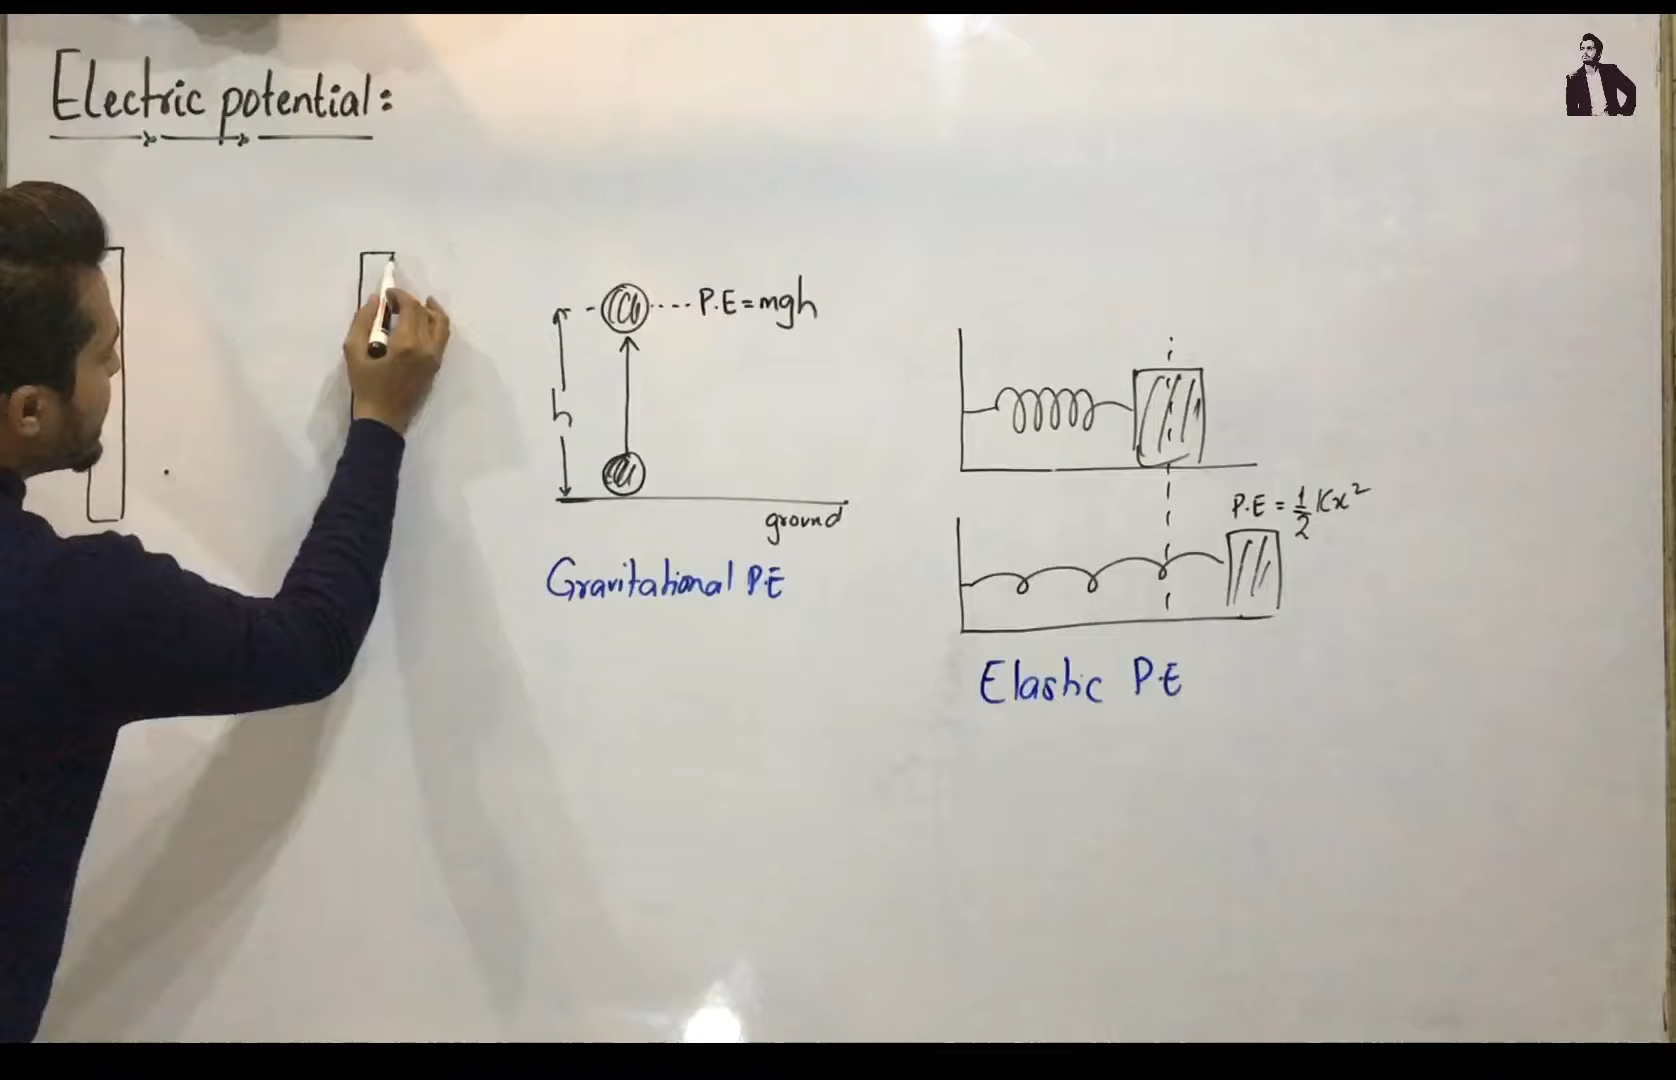 Electric potential:
P.E=mgh
h
ground
Gravitational P.E
P.E = 1/2 Kx²
Elastic P.E